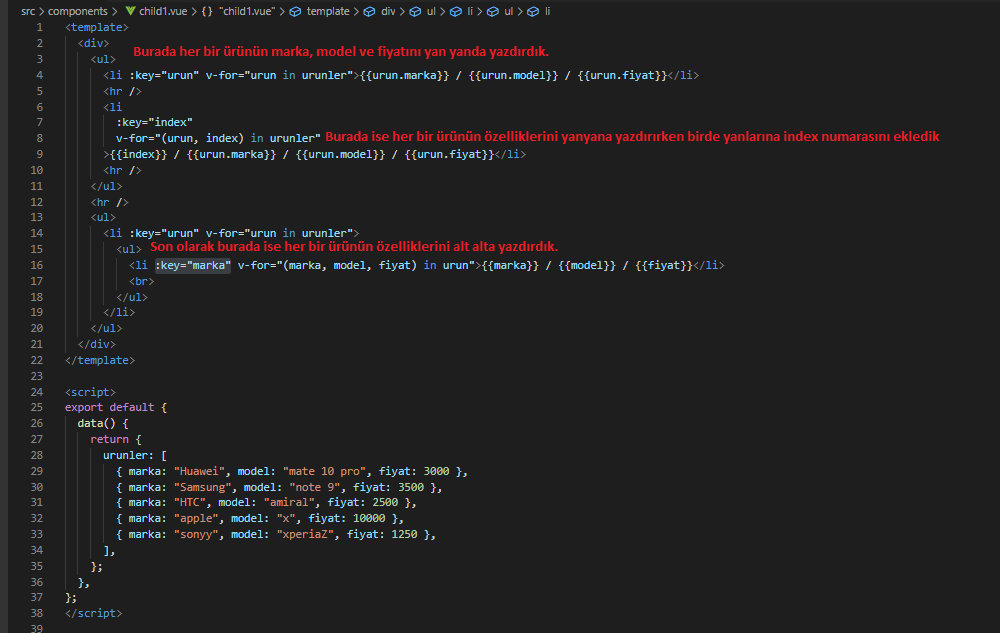 src > components > child1.vue > {} "child1.vue" > template > div > ul > li > ul > li
1 <template>
2 <div>
Burada her bir ürünün marka, model ve fiyatını yan yanda yazdırdık.
3 <ul>
4 <li :key="urun" v-for="urun in urunler">{{urun.marka}} / {{urun.model}} / {{urun.fiyat}}</li>
5 <hr />
6 <li
7 :key="index"
8 v-for="(urun, index) in urunler" Burada ise her bir ürünün özelliklerini yanyana yazdırırken birde yanlarına index numarasını ekledik
9 >{{index}} / {{urun.marka}} / {{urun.model}} / {{urun.fiyat}}</li>
10 <hr />
11 </ul>
12 <hr />
13 <ul>
14 <li :key="urun" v-for="urun in urunler">
15 <ul> Son olarak burada ise her bir ürünün özelliklerini alt alta yazdırdık.
16 <li :key="marka" v-for="(marka, model, fiyat) in urun">{{marka}} / {{model}} / {{fiyat}}</li>
17 <br>
18 </ul>
19 </li>
20 </ul>
21 </div>
22 </template>
23
24 <script>
25 export default {
26 data() {
27 return {
28 urunler: [
29 { marka: "Huawei", model: "mate 10 pro", fiyat: 3000 },
30 { marka: "Samsung", model: "note 9", fiyat: 3500 },
31 { marka: "HTC", model: "amiral", fiyat: 2500 },
32 { marka: "apple", model: "x", fiyat: 10000 },
33 { marka: "sonyy", model: "xperiaZ", fiyat: 1250 },
34 ],
35 };
36 },
37 };
38 </script>
39